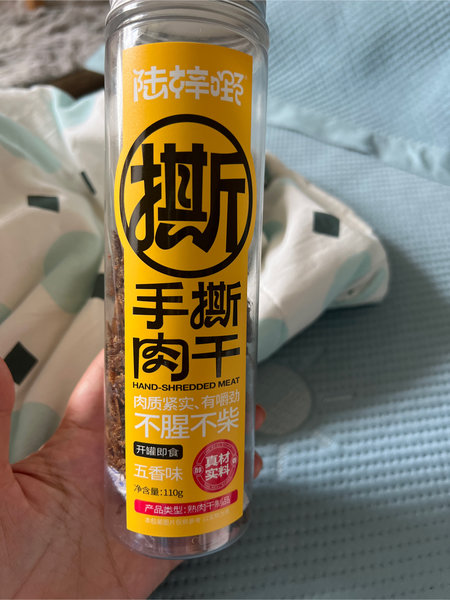 陆梓嘢
撕
手撕
肉干
HAND-SHREDDED MEAT
肉质紧实、有嚼劲
不腥不柴
开罐即食
五香味
净含量:110g
真材
实料
产品类型:熟肉干制品